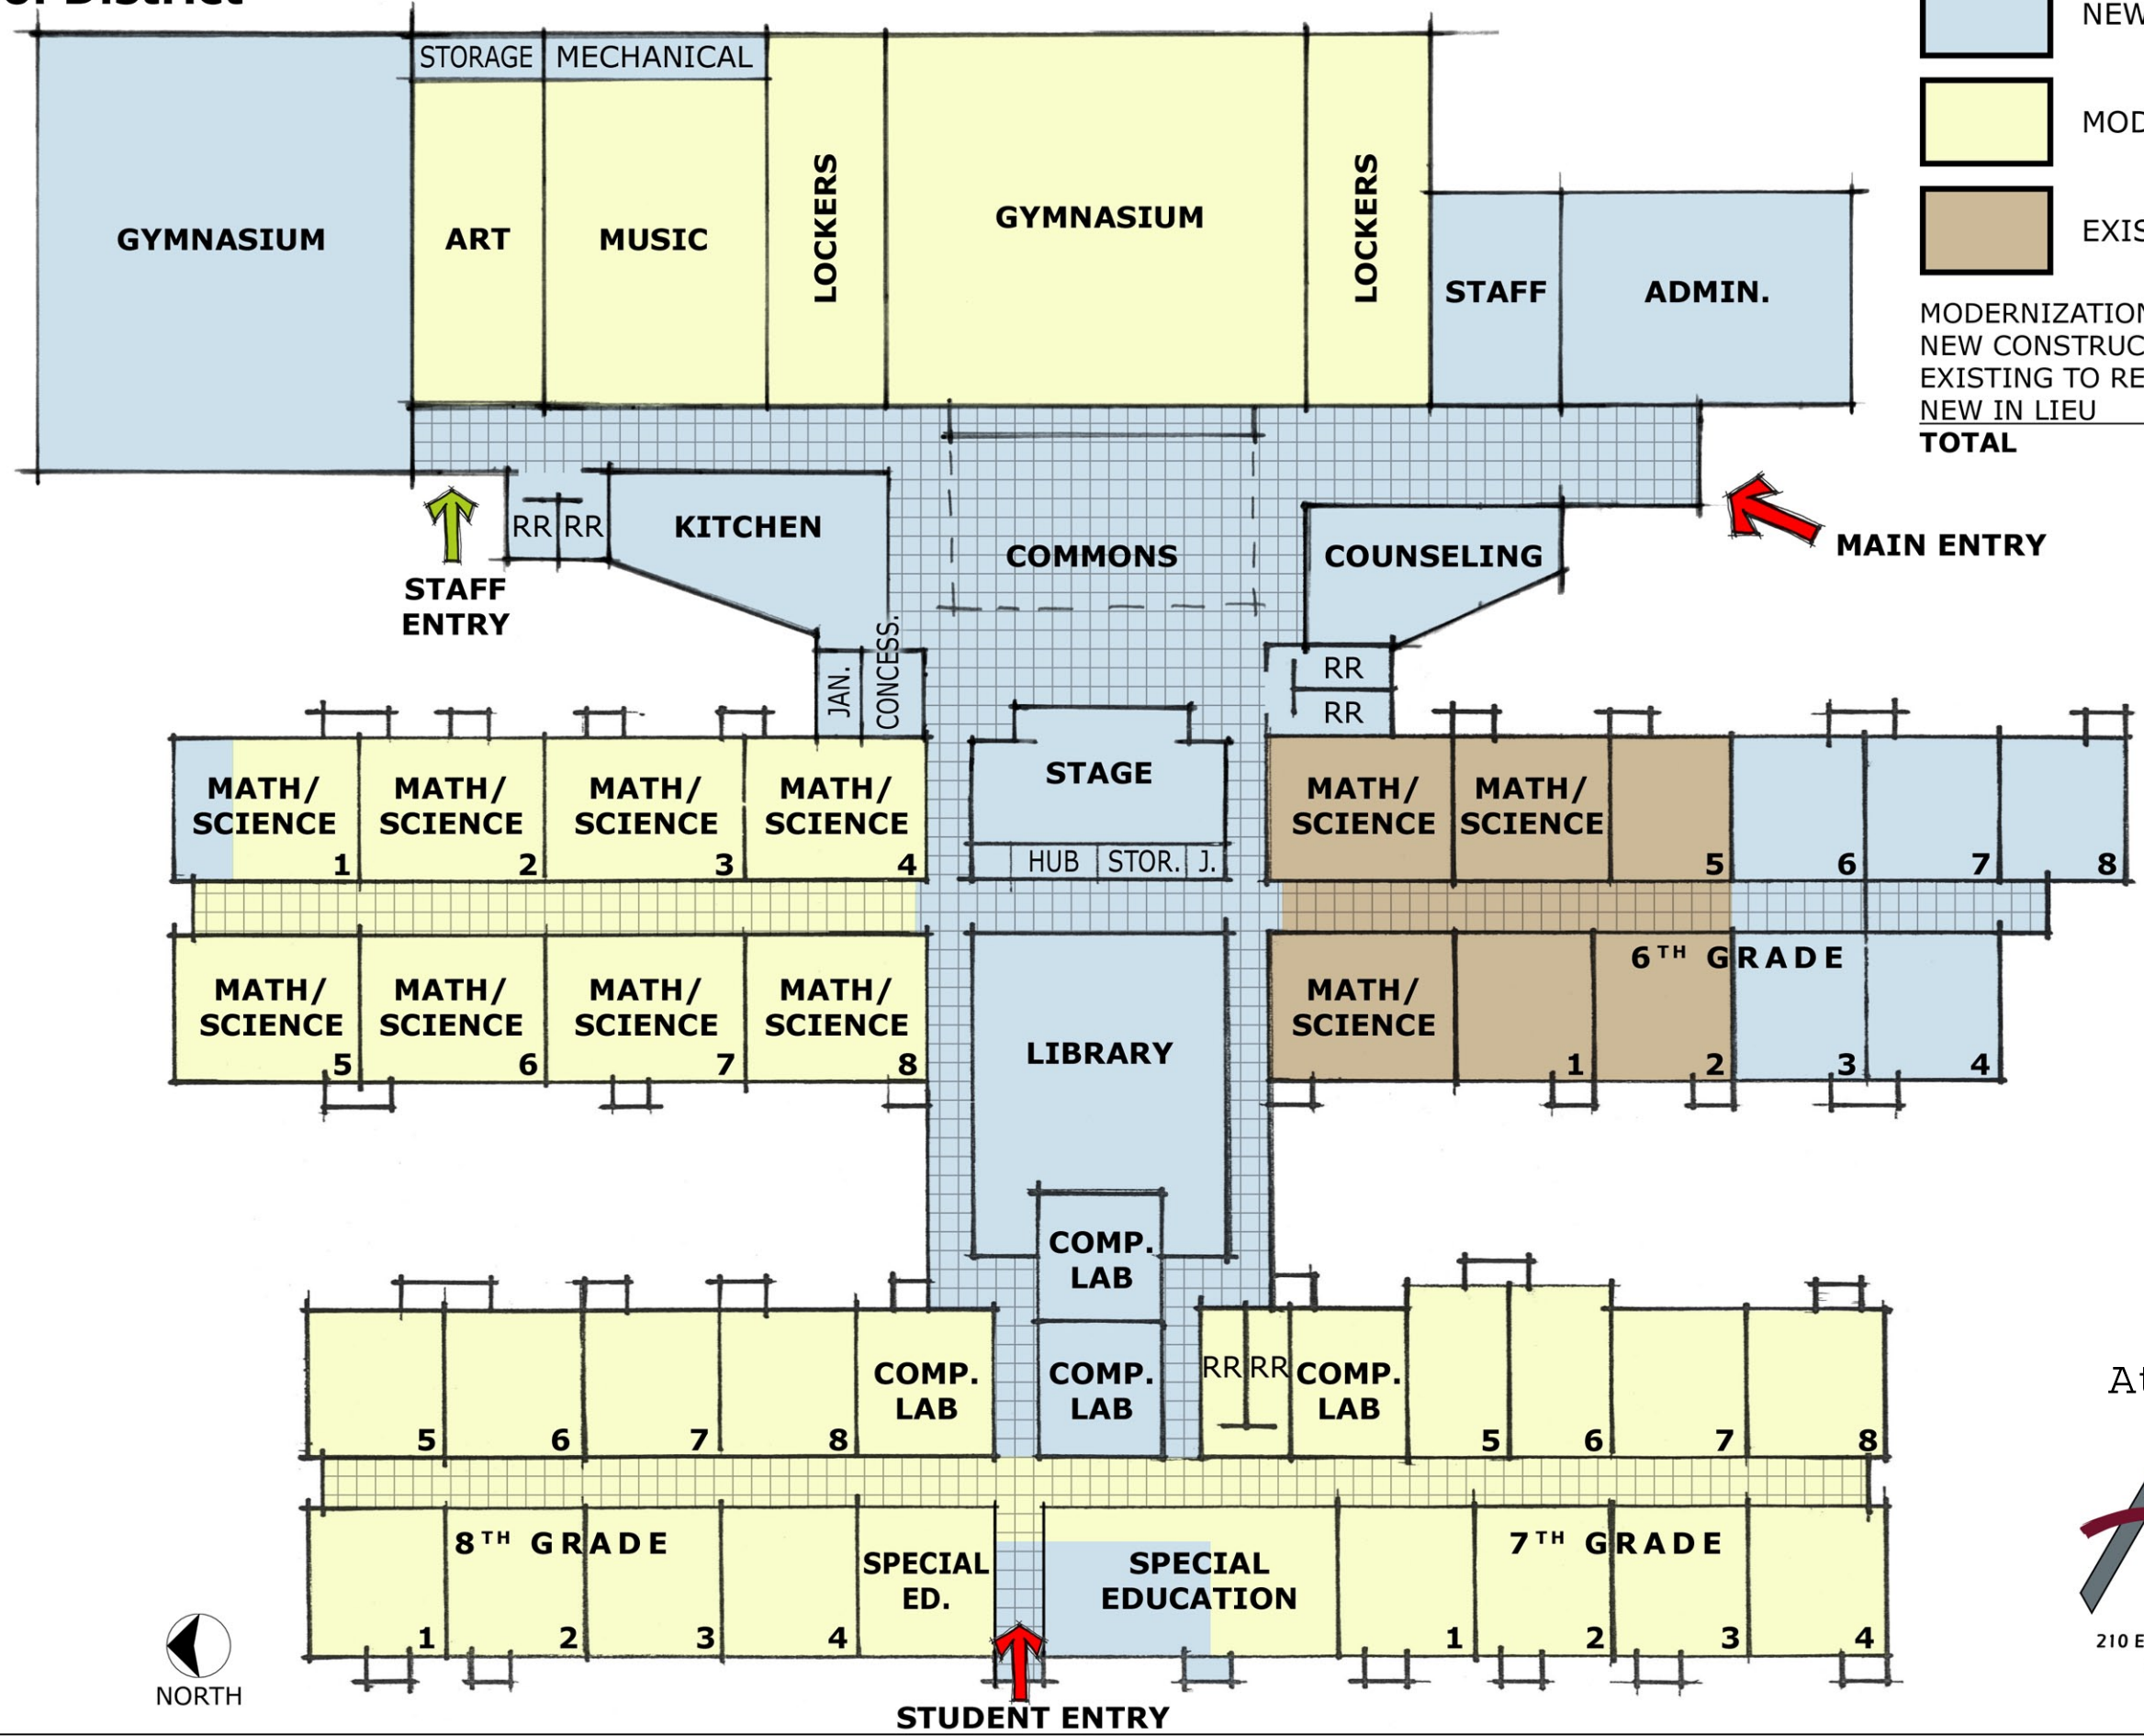 of District
NEW
MOD
EXIS
MODERNIZATION
NEW CONSTRUC
EXISTING TO RE
NEW IN LIEU
TOTAL
STORAGE MECHANICAL
GYMNASIUM ART MUSIC LOCKERS GYMNASIUM LOCKERS STAFF ADMIN.
STAFF
ENTRY
RR RR KITCHEN COMMONS COUNSELING
MAIN ENTRY
JAN. CONCESS.
RR
RR
STAGE
HUB STOR. J.
MATH/
SCIENCE
1
MATH/
SCIENCE
2
MATH/
SCIENCE
3
MATH/
SCIENCE
4
MATH/
SCIENCE
MATH/
SCIENCE
5 6 7 8
6TH GRADE
MATH/
SCIENCE
5
MATH/
SCIENCE
6
MATH/
SCIENCE
7
MATH/
SCIENCE
8
LIBRARY
MATH/
SCIENCE
1 2 3 4
COMP.
LAB
5 6 7 8
COMP.
LAB
COMP.
LAB
RR RR
COMP.
LAB
5 6 7 8
8TH GRADE
1 2 3 4
SPECIAL
ED.
SPECIAL
EDUCATION
7TH GRADE
1 2 3 4
NORTH
STUDENT ENTRY
210 E